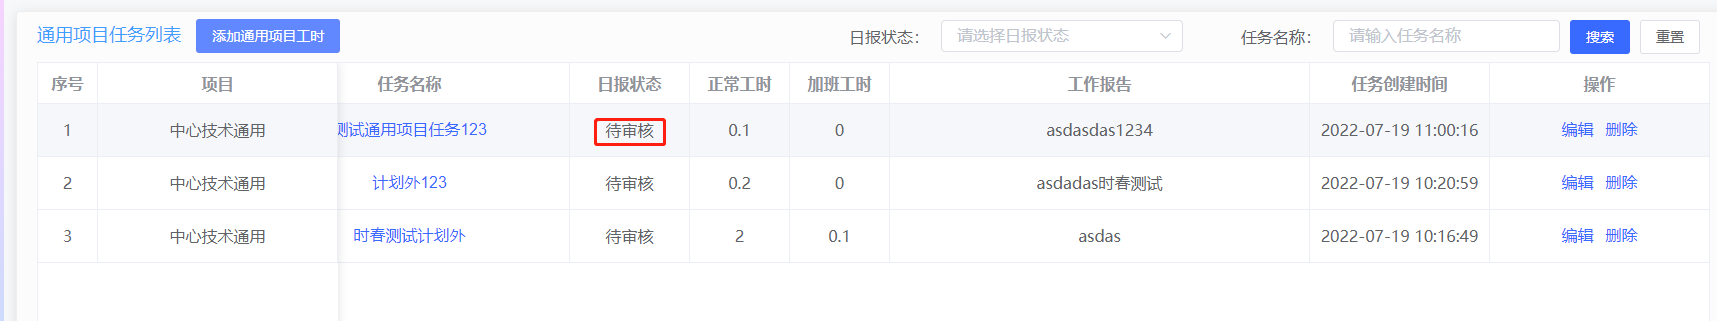 通用项目任务列表 添加通用项目工时 日报状态： 请选择日报状态 任务名称： 请输入任务名称 搜索 重置
序号 项目 任务名称 日报状态 正常工时 加班工时 工作报告 任务创建时间 操作
1 中心技术通用 测试通用项目任务123 待审核 0.1 0 asdasdas1234 2022-07-19 11:00:16 编辑 删除
2 中心技术通用 计划外123 待审核 0.2 0 asdadas时春测试 2022-07-19 10:20:59 编辑 删除
3 中心技术通用 时春测试计划外 待审核 2 0.1 asdas 2022-07-19 10:16:49 编辑 删除